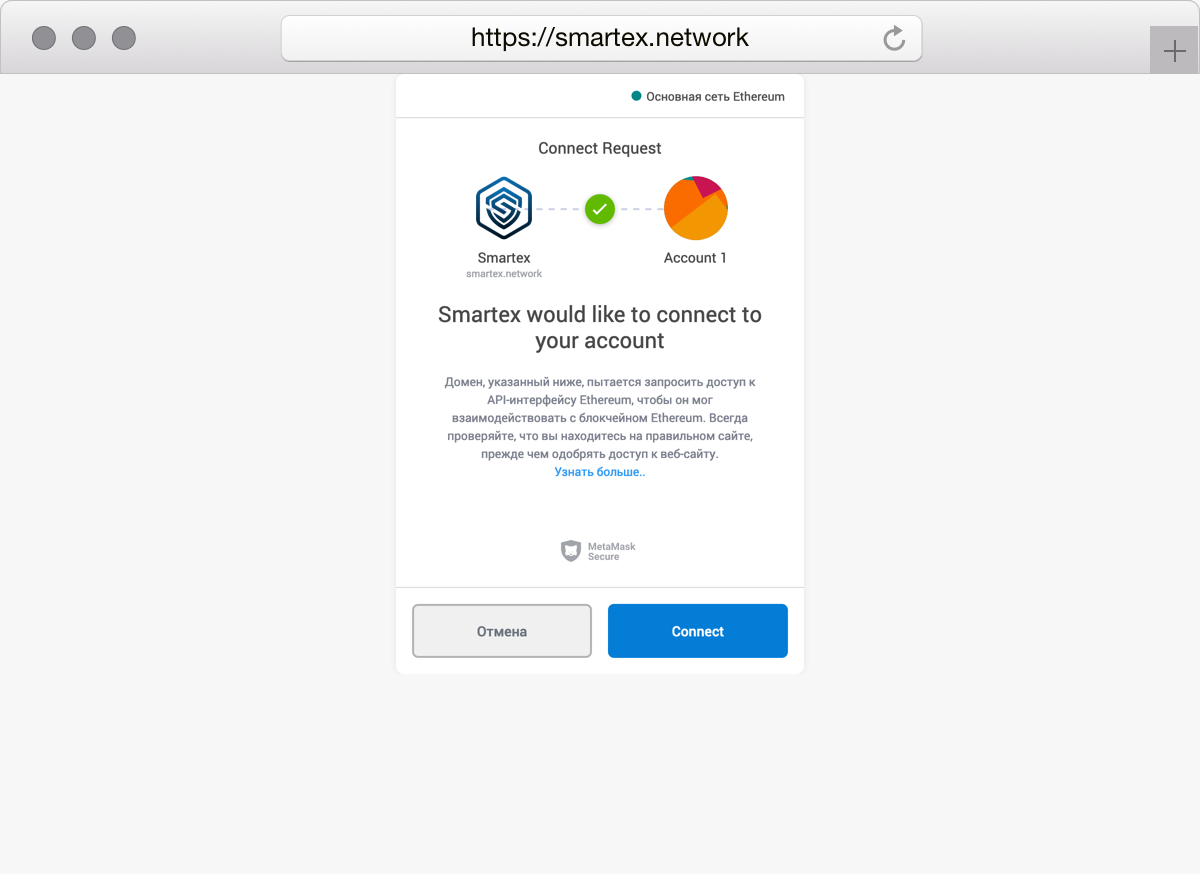 https://smartex.network
Основная сеть Ethereum
Connect Request
Smartex
smartex.network
Account 1
Smartex would like to connect to
your account
Домен, указанный ниже, пытается запросить доступ к
API-интерфейсу Ethereum, чтобы он мог
взаимодействовать с блокчейном Ethereum. Всегда
проверяйте, что вы находитесь на правильном сайте,
прежде чем одобрять доступ к веб-сайту.
Узнать больше..
MetaMask
Secure
Отмена
Connect